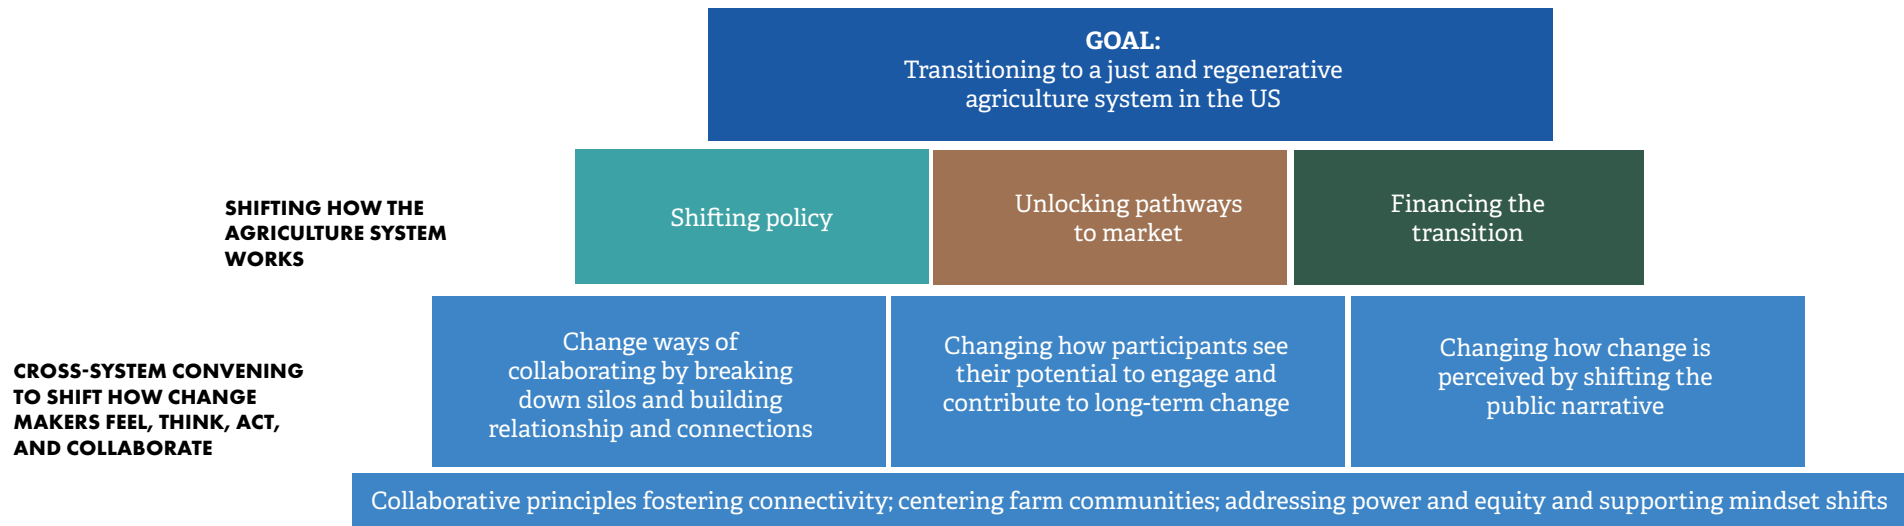 GOAL:
Transitioning to a just and regenerative
agriculture system in the US
SHIFTING HOW THE
AGRICULTURE SYSTEM
WORKS
Shifting policy
Unlocking pathways
to market
Financing the
transition
CROSS-SYSTEM CONVENING
TO SHIFT HOW CHANGE
MAKERS FEEL, THINK, ACT,
AND COLLABORATE
Change ways of
collaborating by breaking
down silos and building
relationship and connections
Changing how participants see
their potential to engage and
contribute to long-term change
Changing how change is
perceived by shifting the
public narrative
Collaborative principles fostering connectivity; centering farm communities; addressing power and equity and supporting mindset shifts